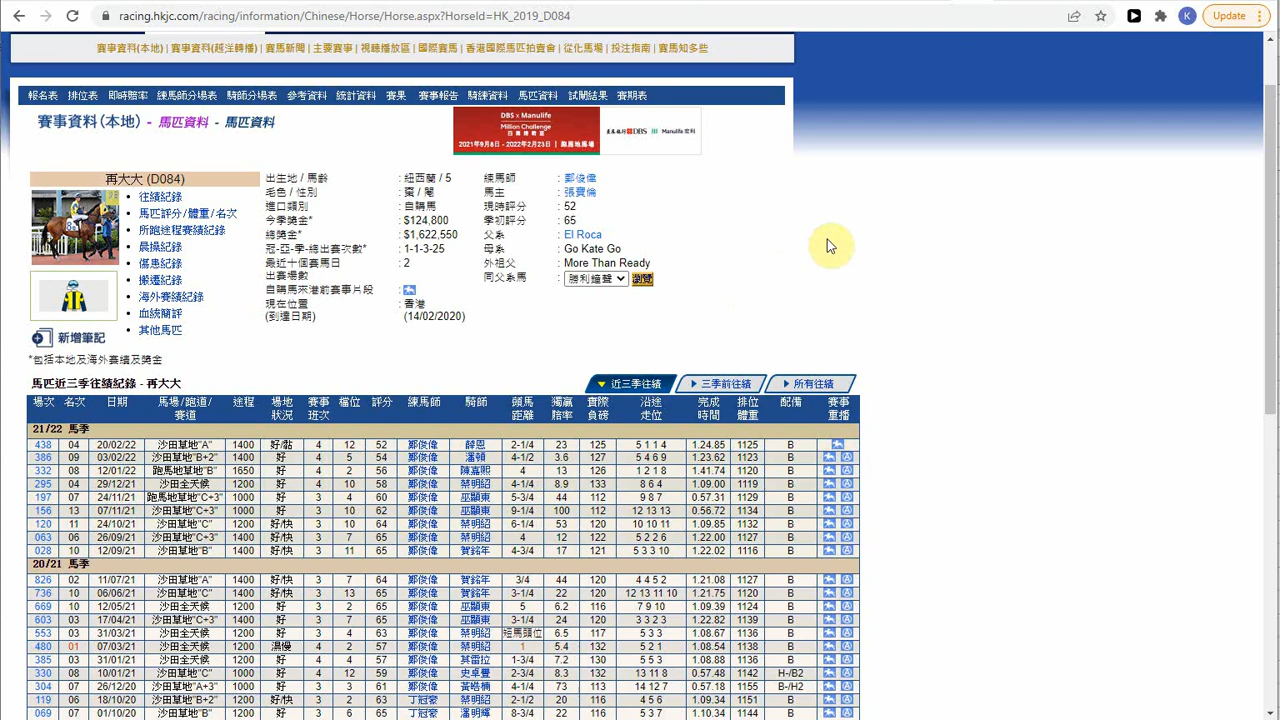 racing.hkjc.com/racing/information/Chinese/Horse/Horse.aspx?HorseId=HK_2019_D084
K
Update
賽事資料(本地) | 賽事資料(越洋轉播) | 賽馬新聞 | 主要賽事 | 視聽播放區 | 國際賽馬 | 香港國際馬匹拍賣會 | 從化馬場 | 投注指南 | 賽馬知多些
報名表 排位表 即時賠率 練馬師分場表 騎師分場表 參考資料 統計資料 賽果 賽事報告 騎練資料 馬匹資料 試閘結果 賽期表
賽事資料(本地) - 馬匹資料 - 馬匹資料
DBS x Manulife
Million Challenge
2021年9月8日 - 2022年2月23日 | 跑馬地馬場
DBS Manulife 宏利
再大大 (D084)
往績紀錄
馬匹評分/體重/名次
所跑途程賽績紀錄
晨操紀錄
傷患紀錄
搬遷紀錄
海外賽績紀錄
血統簡評
其他馬匹
新增筆記
出生地 / 馬齡 : 紐西蘭 / 5
毛色 / 性別 : 棗 / 閹
進口類別 : 自購馬
今季獎金* : $124,800
總獎金* : $1,622,550
冠-亞-季-總出賽次數* : 1-1-3-25
最近十個賽馬日 : 2
出賽場數
自購馬來港前賽事片段 :
現在位置 : 香港
(到達日期) (14/02/2020)
練馬師 : 鄭俊偉
馬主 : 張寶倫
現時評分 : 52
季初評分 : 65
父系 : El Roca
母系 : Go Kate Go
外祖父 : More Than Ready
同父系馬 : 勝利鐘聲 瀏覽
*包括本地及海外賽績及獎金
馬匹近三季往績紀錄 - 再大大
近三季往績 三季前往績 所有往績
場次 名次 日期 馬場/跑道/賽道 途程 場地狀況 賽事班次 檔位 評分 練馬師 騎師 頭馬距離 獨贏賠率 實際負磅 沿途走位 完成時間 排位體重 配備 賽事重播
21/22 馬季
438 04 20/02/22 沙田草地"A" 1400 好/黏 4 12 52 鄭俊偉 薛恩 2-1/4 23 125 5 1 1 4 1.24.85 1125 B
386 09 03/02/22 沙田草地"B+2" 1400 好 4 5 54 鄭俊偉 潘頓 4-1/2 3.6 127 5 4 6 9 1.23.62 1123 B
332 08 12/01/22 跑馬地草地"B" 1650 好 4 2 56 鄭俊偉 陳嘉熙 4 13 126 1 2 1 8 1.41.74 1120 B
295 04 29/12/21 沙田全天候 1200 好 4 10 58 鄭俊偉 蔡明紹 4-1/4 8.9 133 8 6 4 1.09.00 1119 B
197 07 24/11/21 跑馬地草地"C+3" 1000 好 3 4 60 鄭俊偉 巫顯東 5-3/4 44 112 9 8 7 0.57.31 1129 B
156 13 07/11/21 沙田草地"C+3" 1000 好 3 10 62 鄭俊偉 巫顯東 9-1/4 100 112 12 13 13 0.56.72 1134 B
120 11 24/10/21 沙田草地"C" 1200 好/快 3 10 64 鄭俊偉 蔡明紹 6-1/4 53 120 10 10 11 1.09.85 1132 B
063 06 26/09/21 沙田草地"C+3" 1400 好/快 3 7 65 鄭俊偉 蔡明紹 4 12 122 5 2 2 6 1.22.00 1127 B
028 10 12/09/21 沙田草地"B" 1400 好/快 3 11 65 鄭俊偉 賀銘年 4-3/4 17 121 5 3 3 10 1.22.02 1116 B
20/21 馬季
826 02 11/07/21 沙田草地"A" 1400 好/快 3 7 64 鄭俊偉 賀銘年 3/4 44 120 4 4 5 2 1.21.08 1127 B
736 10 06/06/21 沙田草地"C" 1400 好/快 3 13 65 鄭俊偉 賀銘年 3-1/4 22 120 12 13 11 10 1.21.75 1120 B
669 10 12/05/21 沙田全天候 1200 好 3 2 65 鄭俊偉 巫顯東 5 6.2 116 7 9 10 1.09.39 1124 B
603 03 17/04/21 沙田草地"C+3" 1400 好/快 3 7 65 鄭俊偉 巫顯東 3-1/4 24 120 3 3 2 3 1.22.82 1139 B
553 03 31/03/21 沙田全天候 1200 好 3 4 63 鄭俊偉 蔡明紹 短馬頭位 6.5 117 5 3 3 1.08.67 1136 B
480 01 07/03/21 沙田全天候 1200 濕慢 4 2 57 鄭俊偉 蔡明紹 1 5.4 132 5 2 1 1.08.54 1138 B
385 03 31/01/21 沙田全天候 1200 好 4 4 57 鄭俊偉 莫雷拉 1-3/4 7.2 130 5 5 3 1.08.88 1136 B
330 08 10/01/21 沙田草地"C" 1000 好 4 12 59 鄭俊偉 史卓豐 2-3/4 8.3 132 13 11 8 0.57.48 1142 H-/B2
304 07 26/12/20 沙田草地"A+3" 1000 好 3 3 61 鄭俊偉 黃皓楠 4-1/4 73 113 14 12 7 0.57.18 1155 B-/H2
119 06 18/10/20 沙田草地"B+2" 1200 好/快 4 2 63 鄭俊偉 丁冠豪 2-1/2 20 116 4 5 6 1.09.34 1151 B